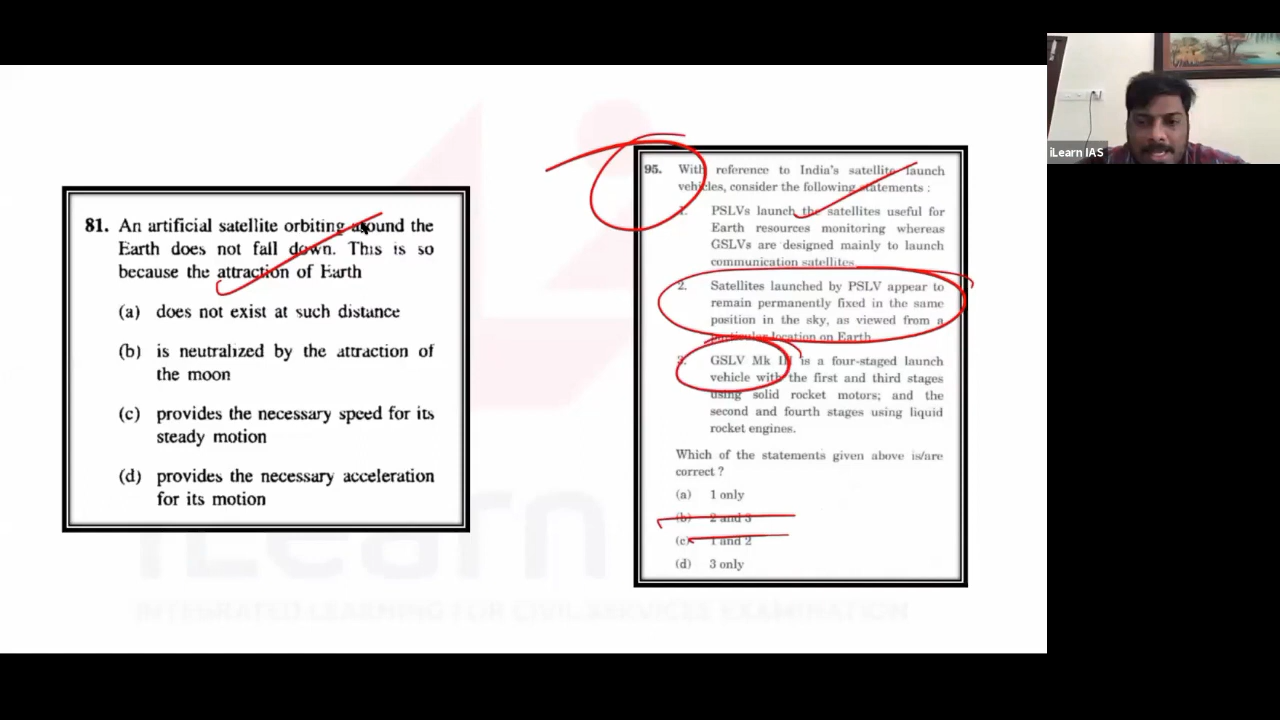 81. An artificial satellite orbiting around the
Earth does not fall down. This is so
because the attraction of Earth
(a) does not exist at such distance
(b) is neutralized by the attraction of
the moon
(c) provides the necessary speed for its
steady motion
(d) provides the necessary acceleration
for its motion
95. With reference to India's satellite launch
vehicles, consider the following statements :
1. PSLVs launch the satellites useful for
Earth resources monitoring whereas
GSLVs are designed mainly to launch
communication satellites.
2. Satellites launched by PSLV appear to
remain permanently fixed in the same
position in the sky, as viewed from a
particular location on Earth.
3. GSLV Mk III is a four-staged launch
vehicle with the first and third stages
using solid rocket motors; and the
second and fourth stages using liquid
rocket engines.
Which of the statements given above is/are
correct ?
(a) 1 only
(b) 2 and 3
(c) 1 and 2
(d) 3 only
iLearn
INTEGRATED LEARNING FOR CIVIL SERVICES EXAMINATION
iLearn IAS